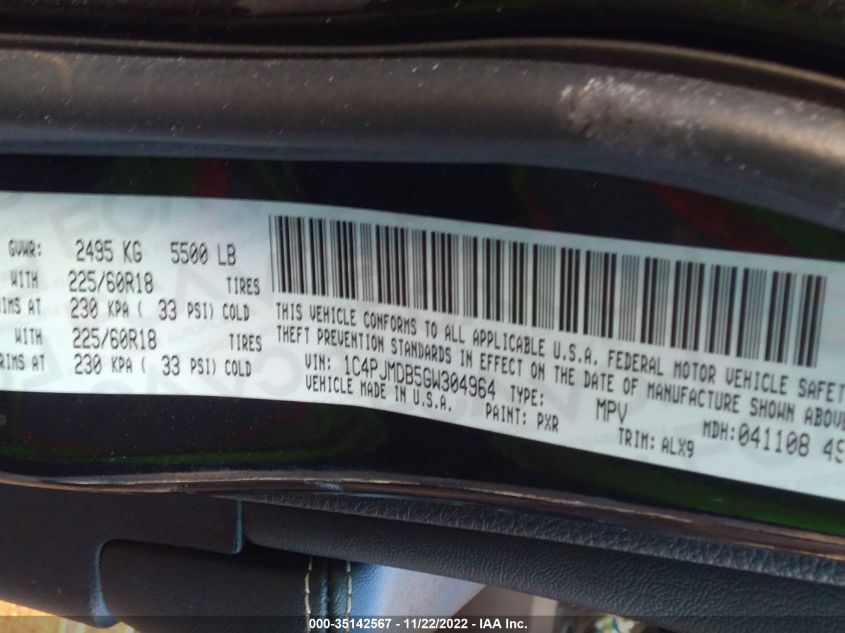 GVWR: 2495 KG 5500 LB
WITH 225/60R18 TIRES
IMS AT 230 KPA ( 33 PSI) COLD
WITH 225/60R18 TIRES
RIMS AT 230 KPA ( 33 PSI) COLD
THIS VEHICLE CONFORMS TO ALL APPLICABLE U.S.A. FEDERAL MOTOR VEHICLE SAFET
THEFT PREVENTION STANDARDS IN EFFECT ON THE DATE OF MANUFACTURE SHOWN ABOVE
VIN: 1C4PJMDB5GW304964 TYPE: MPV MDH:041108 49
VEHICLE MADE IN U.S.A. PAINT: PXR TRIM: ALX9
000-35142567 - 11/22/2022 - IAA Inc.